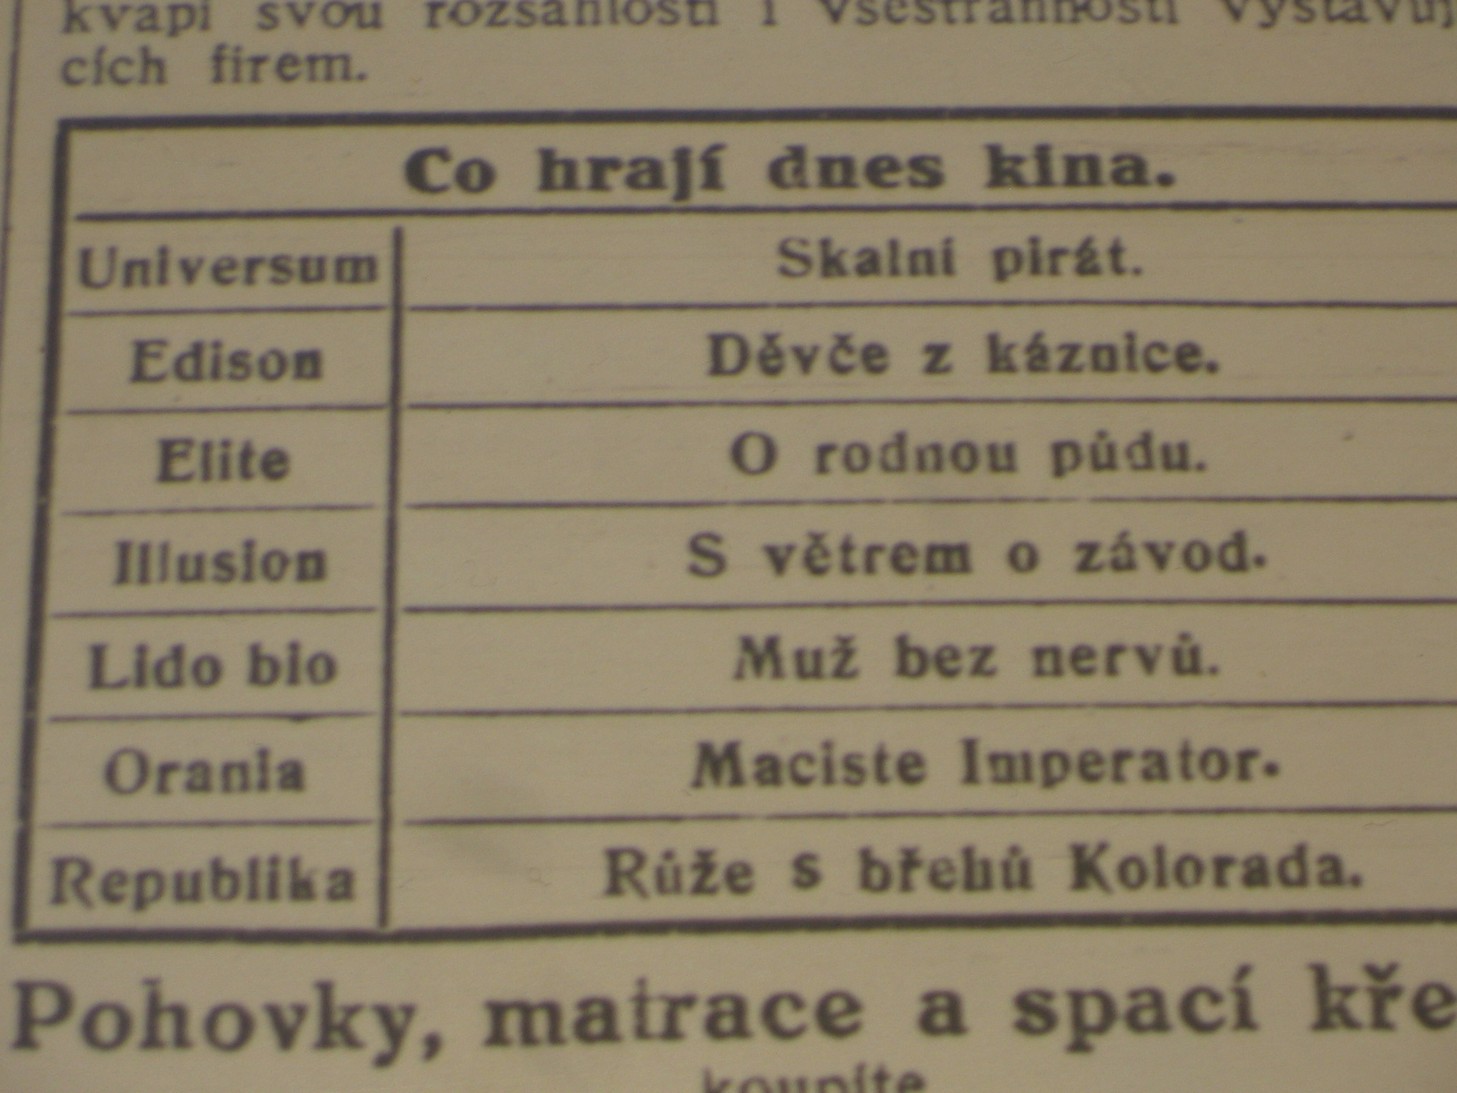 kvapí svou rozsáhlostí i všestranností vystavuj
cích firem.
Co hrají dnes kina.
Universum Skalní pirát.
Edison Děvče z káznice.
Elite O rodnou půdu.
Illusion S větrem o závod.
Lido bio Muž bez nervů.
Orania Maciste Imperator.
Republika Růže s břehů Kolorada.
Pohovky, matrace a spací kře
koupíte